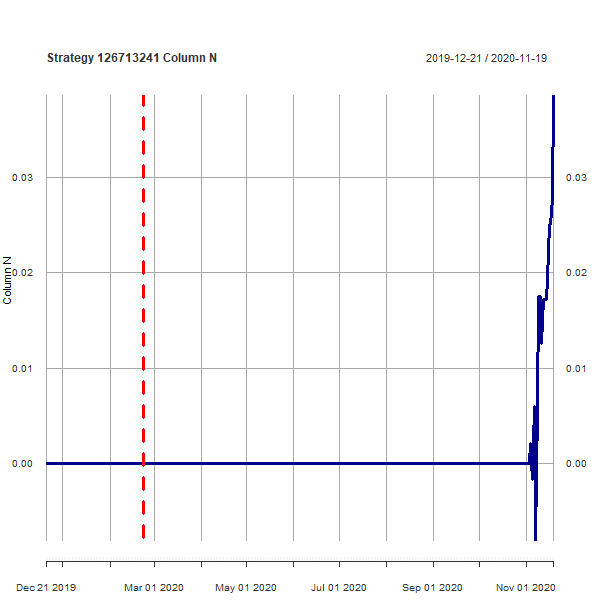 Strategy 126713241 Column N
2019-12-21 / 2020-11-19
0.03
0.03
0.02
0.02
Column N
0.01
0.01
0.00
0.00
Dec 21 2019
Mar 01 2020
May 01 2020
Jul 01 2020
Sep 01 2020
Nov 01 2020